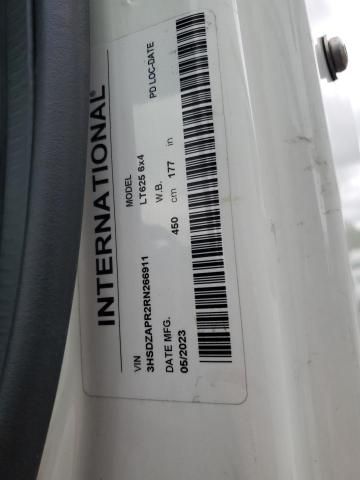 INTERNATIONAL®
VIN MODEL
3HSDZAPR2RN266911 LT625 6x4
DATE MFG. W.B. PD LOC-DATE
05/2023 450 cm 177 in